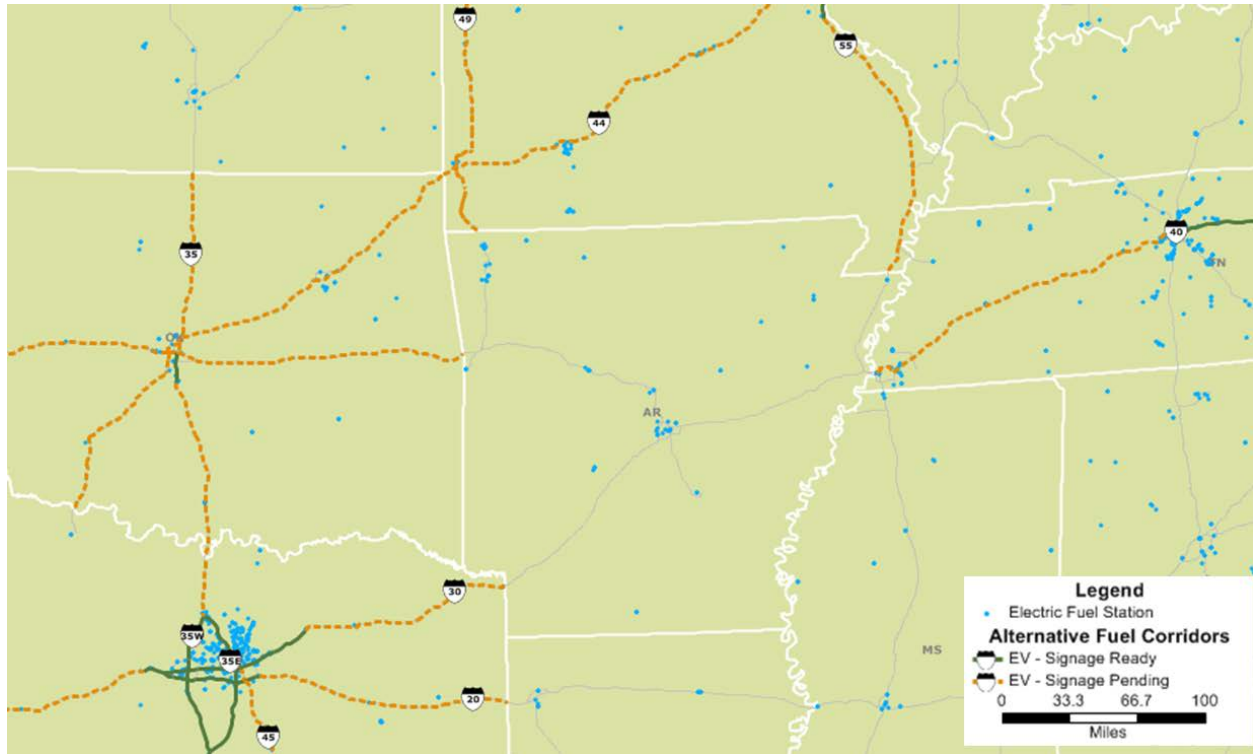 49
55
44
40
TN
35
OK
AR
30
35W
35E
MS
20
45
Legend
Electric Fuel Station
Alternative Fuel Corridors
EV - Signage Ready
EV - Signage Pending
0 33.3 66.7 100
Miles